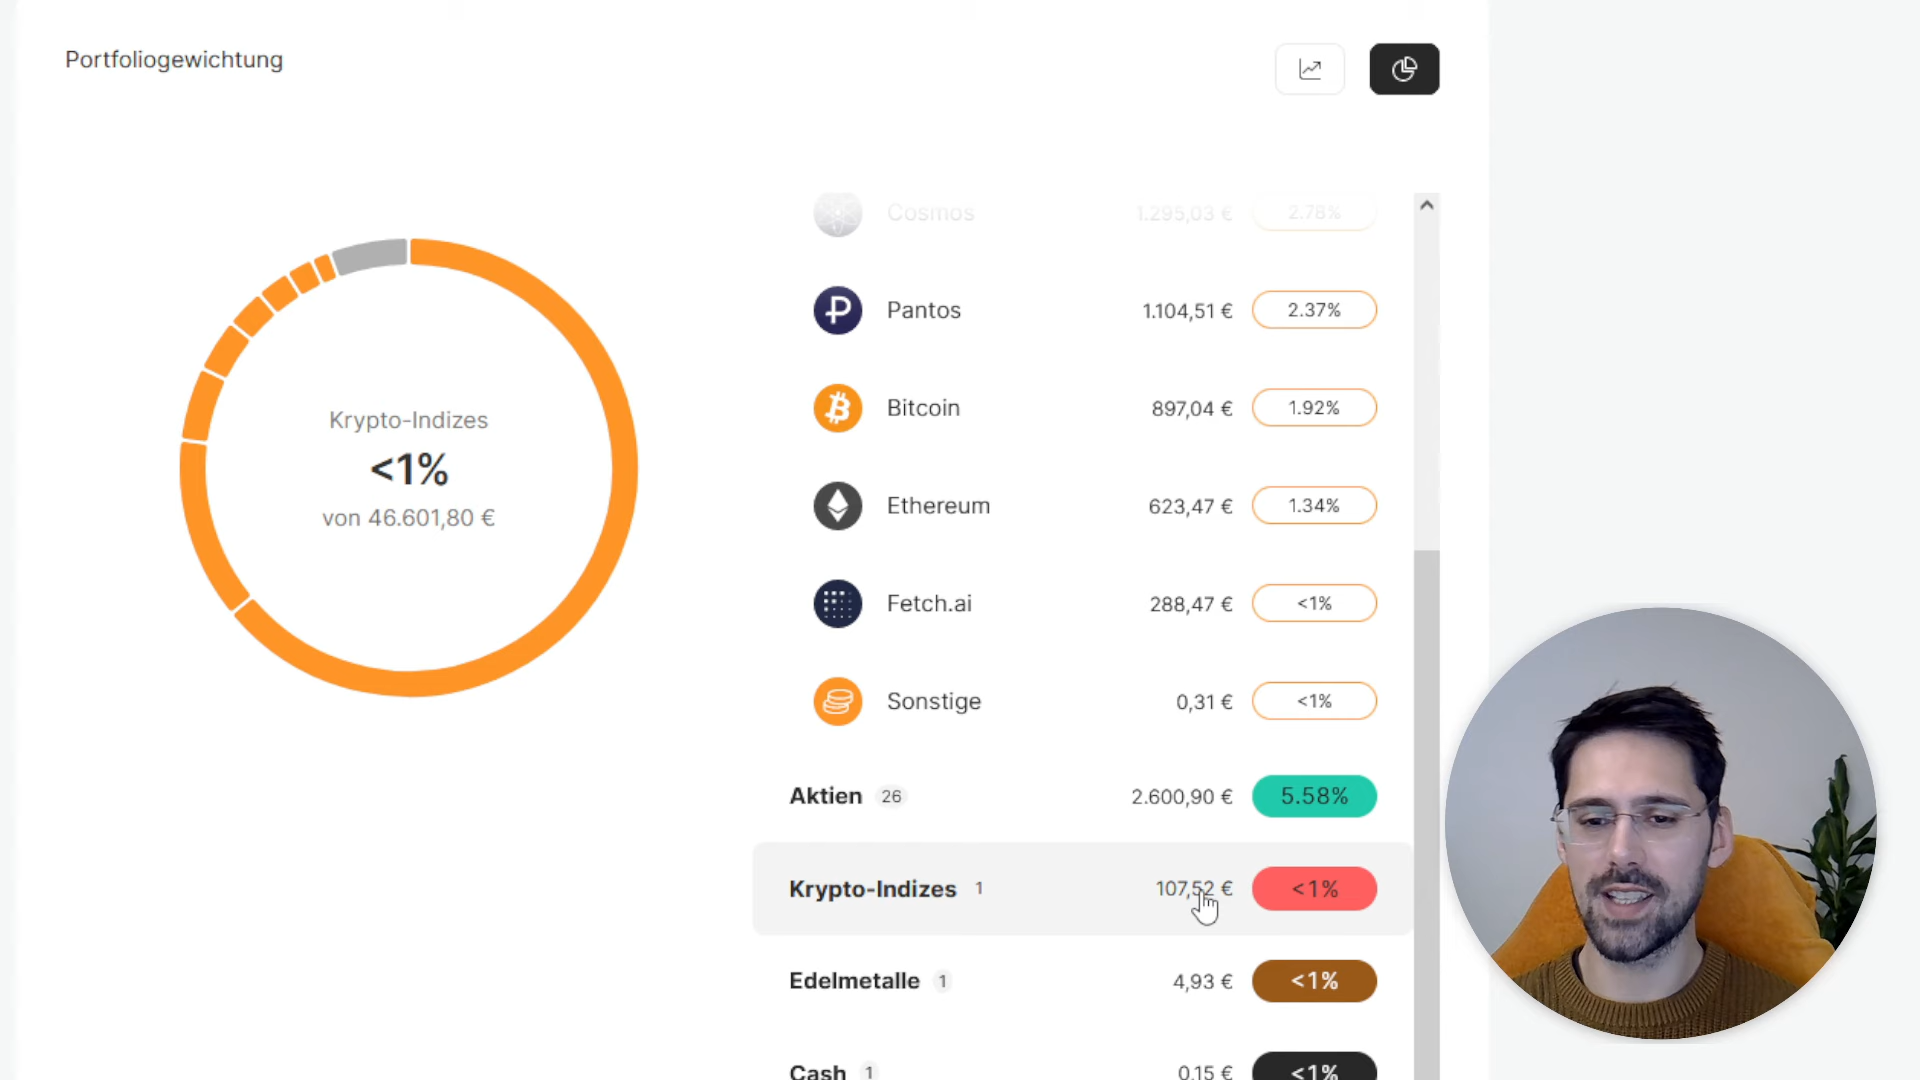 Portfoliogewichtung
Cosmos 1.295,03 € 2.78%
Pantos 1.104,51 € 2.37%
Bitcoin 897,04 € 1.92%
Ethereum 623,47 € 1.34%
Fetch.ai 288,47 € <1%
Sonstige 0,31 € <1%
Aktien 26 2.600,90 € 5.58%
Krypto-Indizes 1 107,52 € <1%
Edelmetalle 1 4,93 € <1%
Cash 1 0,15 € <1%
Krypto-Indizes
<1%
von 46.601,80 €